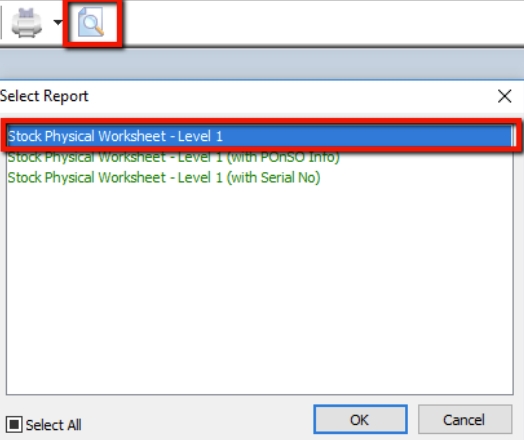 Select Report
Stock Physical Worksheet - Level 1
Stock Physical Worksheet - Level 1 (with POnSO Info)
Stock Physical Worksheet - Level 1 (with Serial No)
Select All
OK
Cancel